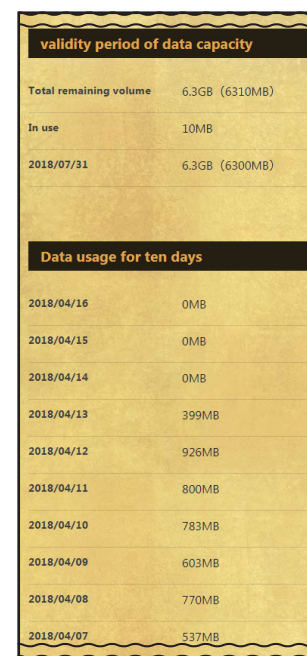 validity period of data capacity
Total remaining volume 6.3GB（6310MB）
In use 10MB
2018/07/31 6.3GB（6300MB）
Data usage for ten days
2018/04/16 0MB
2018/04/15 0MB
2018/04/14 0MB
2018/04/13 399MB
2018/04/12 926MB
2018/04/11 800MB
2018/04/10 783MB
2018/04/09 603MB
2018/04/08 770MB
2018/04/07 537MB